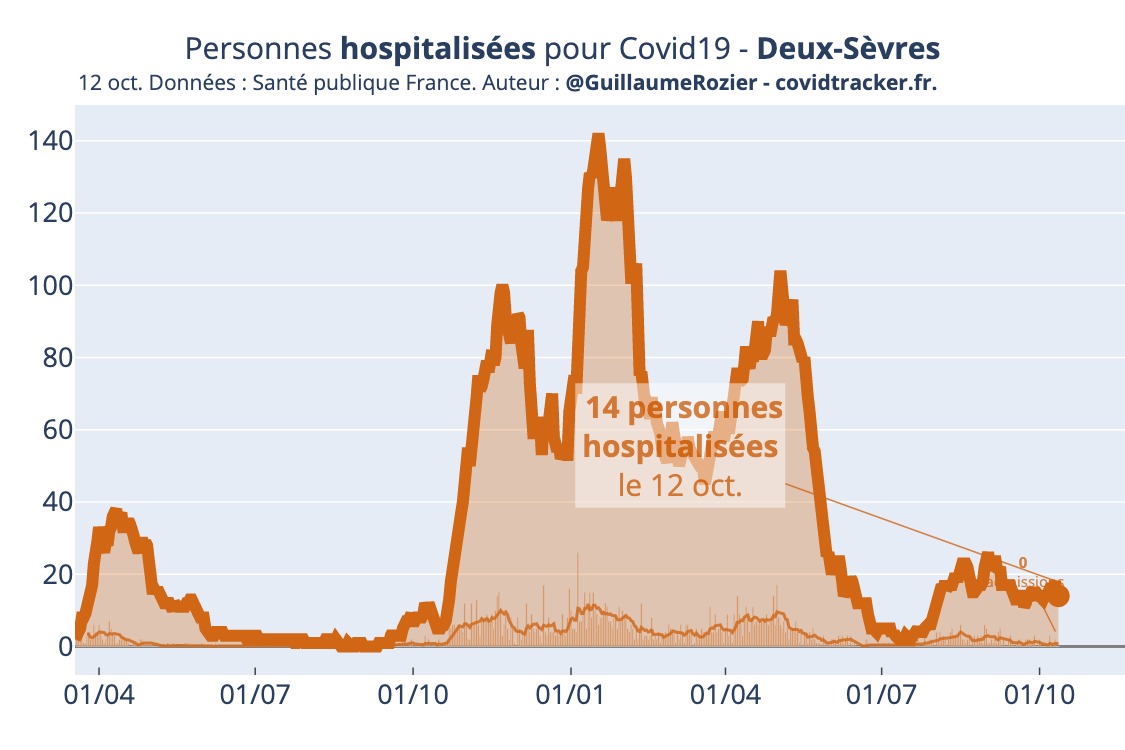 Personnes hospitalisées pour Covid19 - Deux-Sèvres
12 oct. Données : Santé publique France. Auteur : @GuillaumeRozier - covidtracker.fr.
140
120
100
80
60
40
20
0
14 personnes
hospitalisées
le 12 oct.
0
admissions
01/04
01/07
01/10
01/01
01/04
01/07
01/10